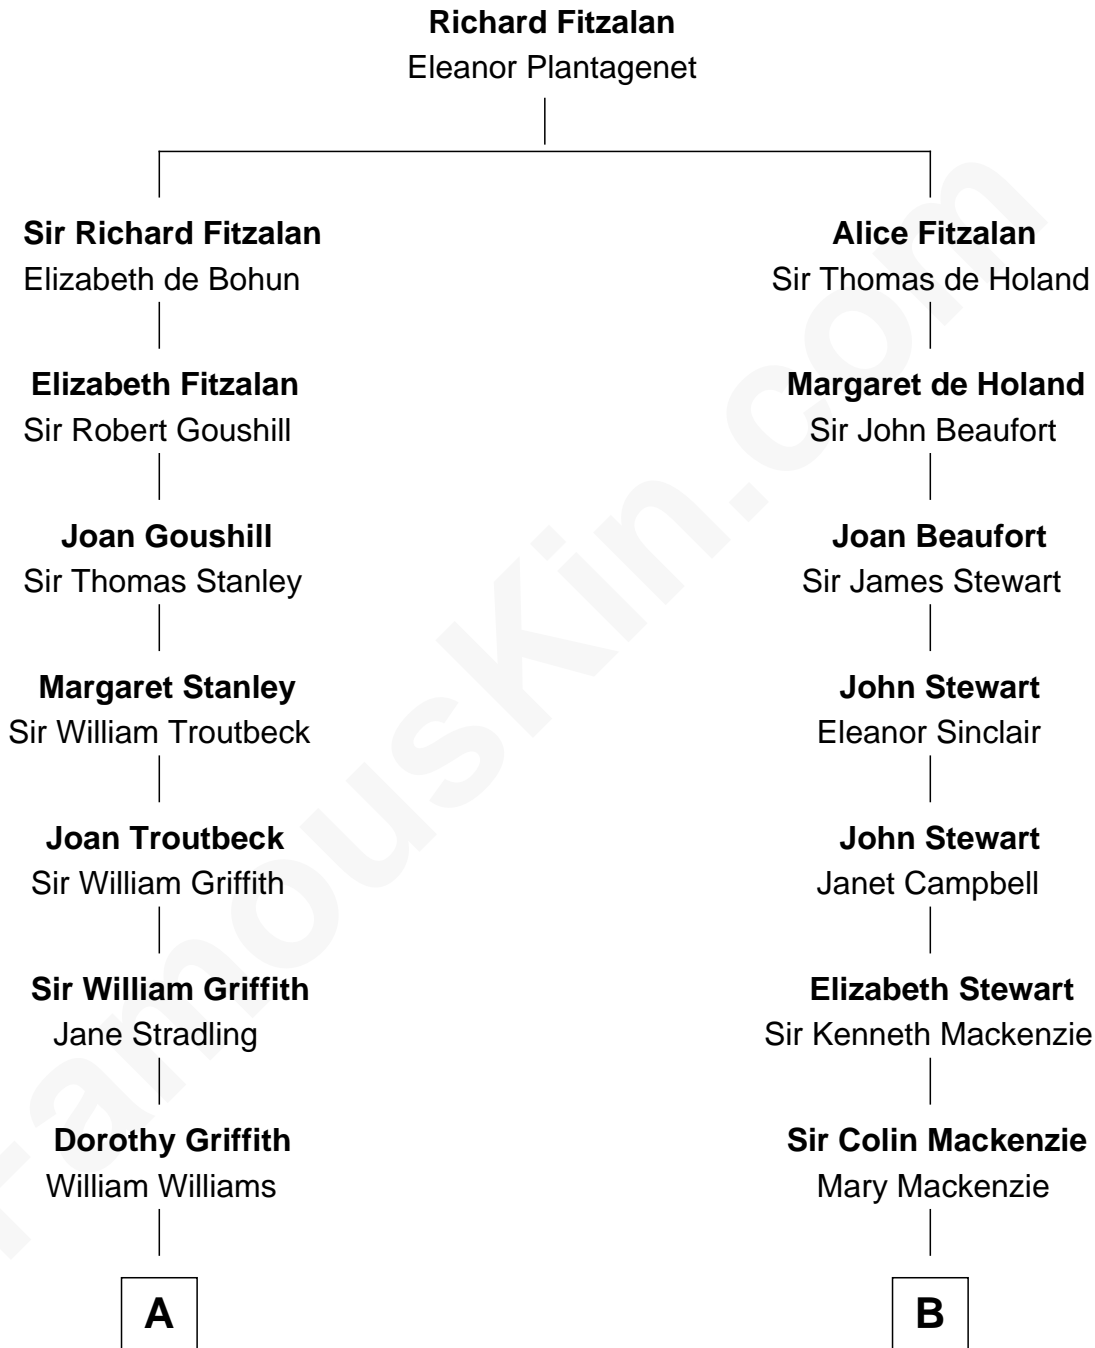 Richard Fitzalan
Eleanor Plantagenet
Sir Richard Fitzalan
Elizabeth de Bohun
Elizabeth Fitzalan
Sir Robert Goushill
Joan Goushill
Sir Thomas Stanley
Margaret Stanley
Sir William Troutbeck
Joan Troutbeck
Sir William Griffith
Sir William Griffith
Jane Stradling
Dorothy Griffith
William Williams
A
Alice Fitzalan
Sir Thomas de Holand
Margaret de Holand
Sir John Beaufort
Joan Beaufort
Sir James Stewart
John Stewart
Eleanor Sinclair
John Stewart
Janet Campbell
Elizabeth Stewart
Sir Kenneth Mackenzie
Sir Colin Mackenzie
Mary Mackenzie
B
FamousKin.com